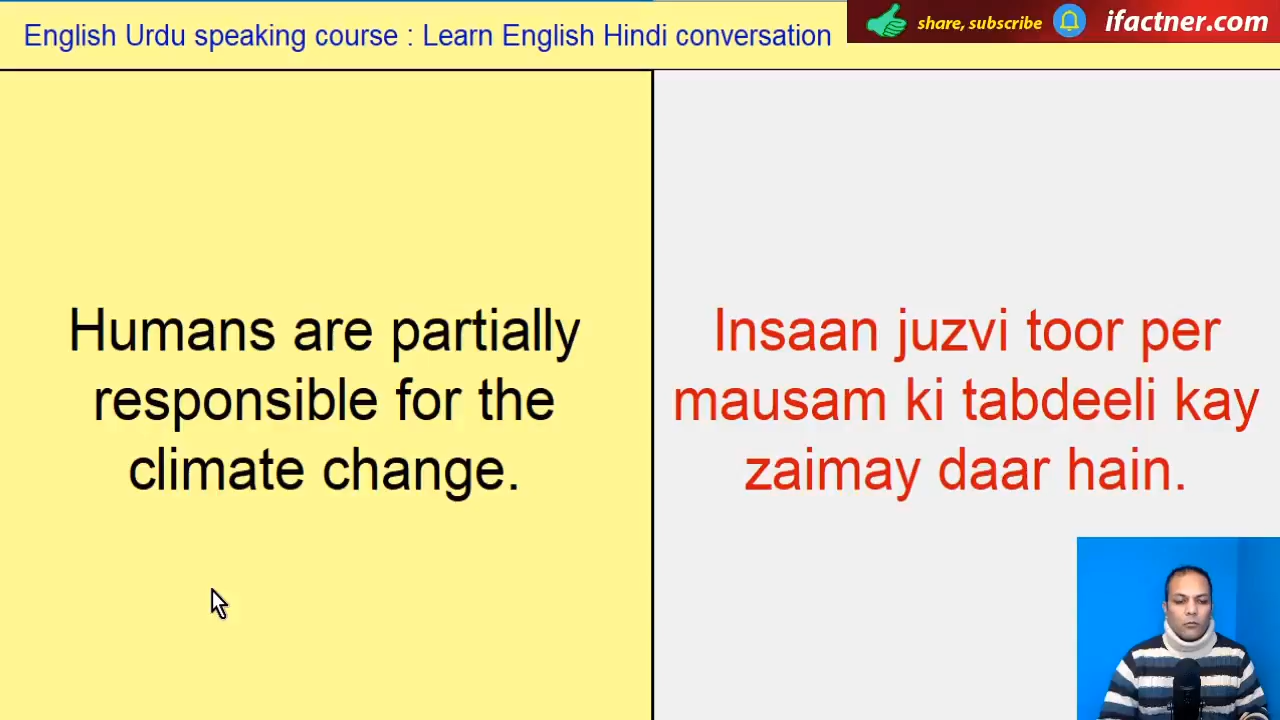 English Urdu speaking course : Learn English Hindi conversation
share, subscribe
ifactner.com
Humans are partially
responsible for the
climate change.
Insaan juzvi toor per
mausam ki tabdeeli kay
zaimay daar hain.